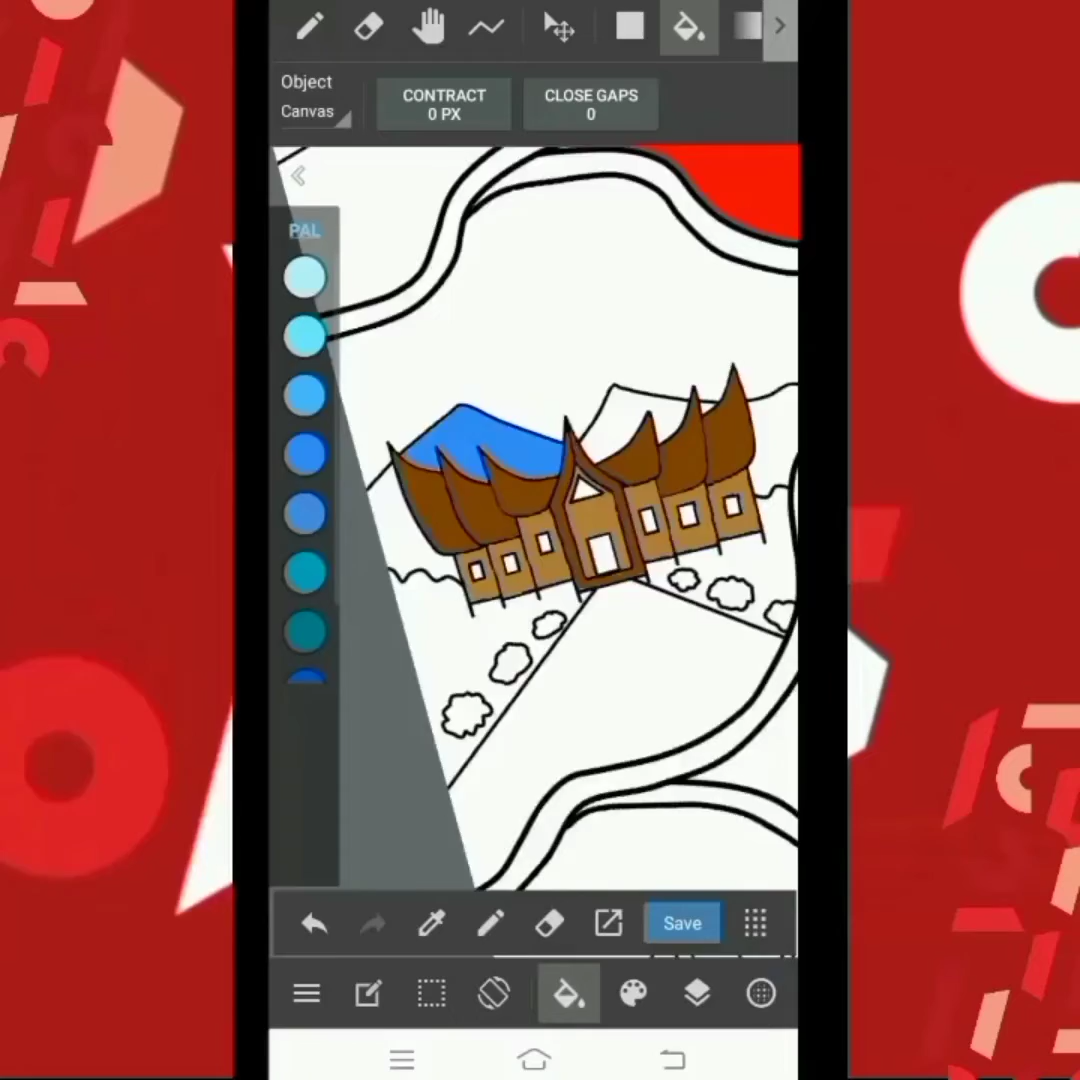 Object
Canvas
CONTRACT
0 PX
CLOSE GAPS
0
PAL
Save